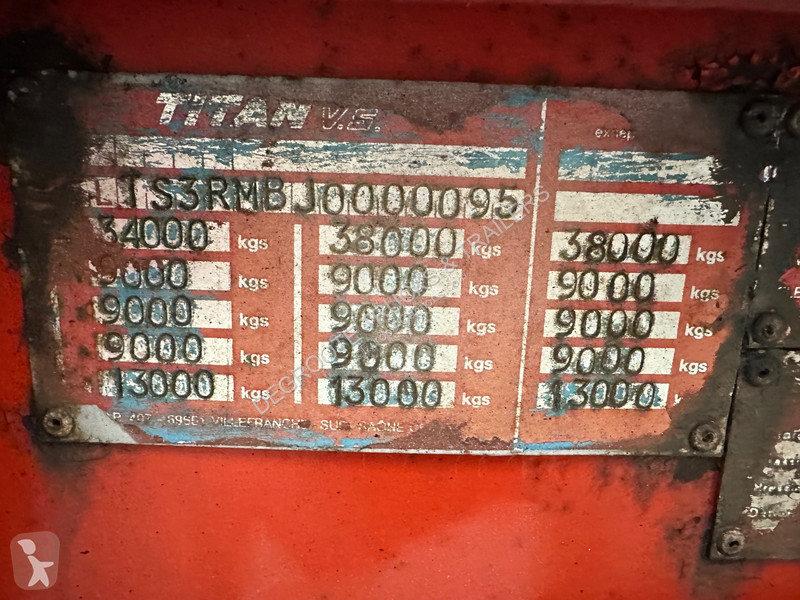 TITAN V.S.
excep
LTS3RMBJ0000095
34000 kgs 38000 kgs 38000 kgs
9000 kgs 9000 kgs 9000 kgs
9000 kgs 9000 kgs 9000 kgs
9000 kgs 9000 kgs 9000 kgs
13000 kgs 13000 kgs 13000 k
VILLEFRANCHE SUR SAONE